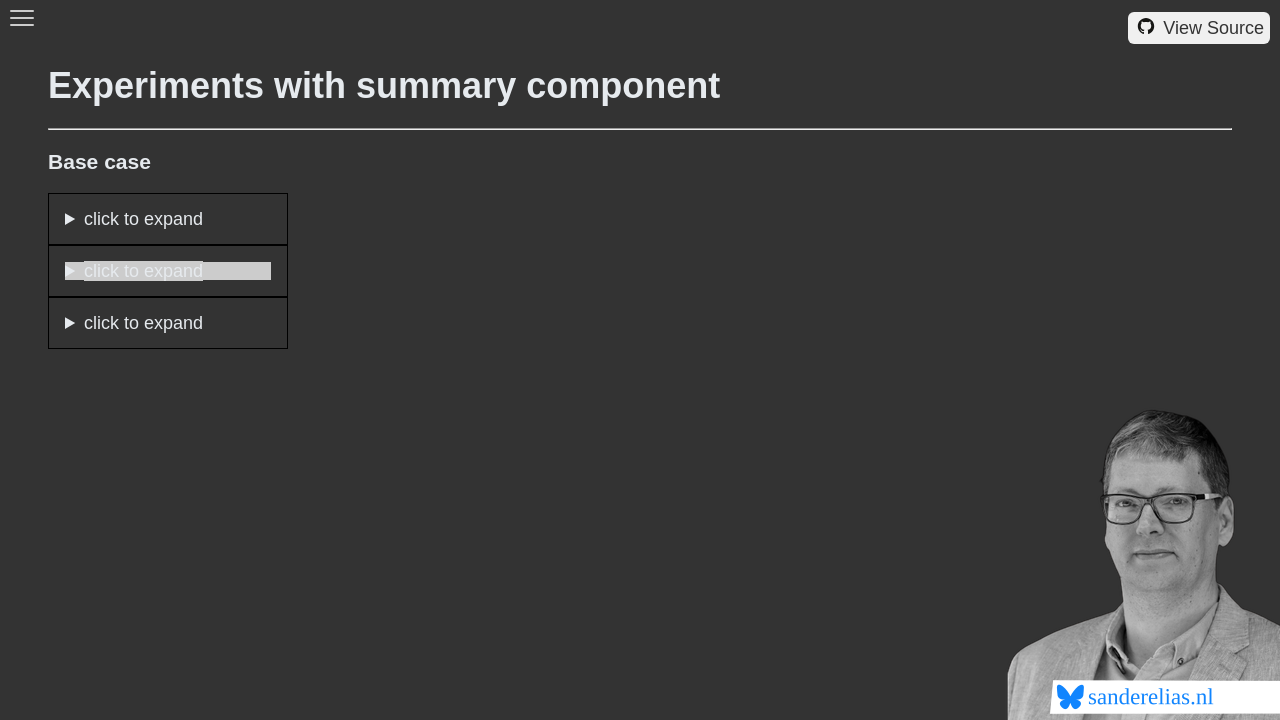 View Source
Experiments with summary component
Base case
click to expand
click to expand
click to expand
sanderelias.nl